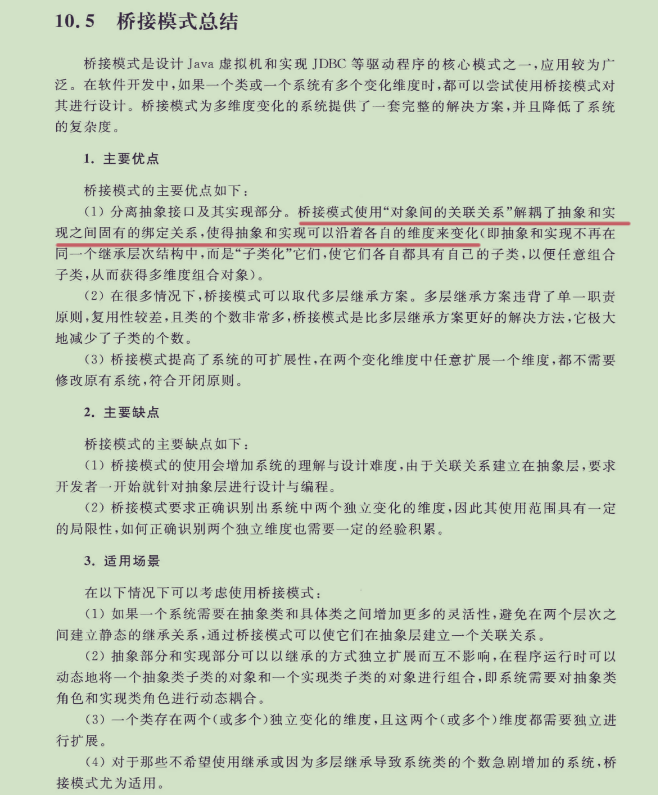 10.5 桥接模式总结
桥接模式是设计 Java 虚拟机和实现 JDBC 等驱动程序的核心模式之一,应用较为广
泛。在软件开发中,如果一个类或一个系统有多个变化维度时,都可以尝试使用桥接模式对
其进行设计。桥接模式为多维度变化的系统提供了一套完整的解决方案,并且降低了系统
的复杂度。
1. 主要优点
桥接模式的主要优点如下:
(1) 分离抽象接口及其实现部分。桥接模式使用“对象间的关联关系”解耦了抽象和实
现之间固有的绑定关系,使得抽象和实现可以沿着各自的维度来变化(即抽象和实现不再在
同一个继承层次结构中,而是“子类化”它们,使它们各自都具有自己的子类,以便任意组合
子类,从而获得多维度组合对象)。
(2) 在很多情况下,桥接模式可以取代多层继承方案。多层继承方案违背了单一职责
原则,复用性较差,且类的个数非常多,桥接模式是比多层继承方案更好的解决方法,它极大
地减少了子类的个数。
(3) 桥接模式提高了系统的可扩展性,在两个变化维度中任意扩展一个维度,都不需要
修改原有系统,符合开闭原则。
2. 主要缺点
桥接模式的主要缺点如下:
(1) 桥接模式的使用会增加系统的理解与设计难度,由于关联关系建立在抽象层,要求
开发者一开始就针对抽象层进行设计与编程。
(2) 桥接模式要求正确识别出系统中两个独立变化的维度,因此其使用范围具有一定
的局限性,如何正确识别两个独立维度也需要一定的经验积累。
3. 适用场景
在以下情况下可以考虑使用桥接模式:
(1) 如果一个系统需要在抽象类和具体类之间增加更多的灵活性,避免在两个层次之
间建立静态的继承关系,通过桥接模式可以使它们在抽象层建立一个关联关系。
(2) 抽象部分和实现部分可以以继承的方式独立扩展而互不影响,在程序运行时可以
动态地将一个抽象类子类的对象和一个实现类子类的对象进行组合,即系统需要对抽象类
角色和实现类角色进行动态耦合。
(3) 一个类存在两个(或多个)独立变化的维度,且这两个(或多个)维度都需要独立进
行扩展。
(4) 对于那些不希望使用继承或因为多层继承导致系统类的个数急剧增加的系统,桥
接模式尤为适用。